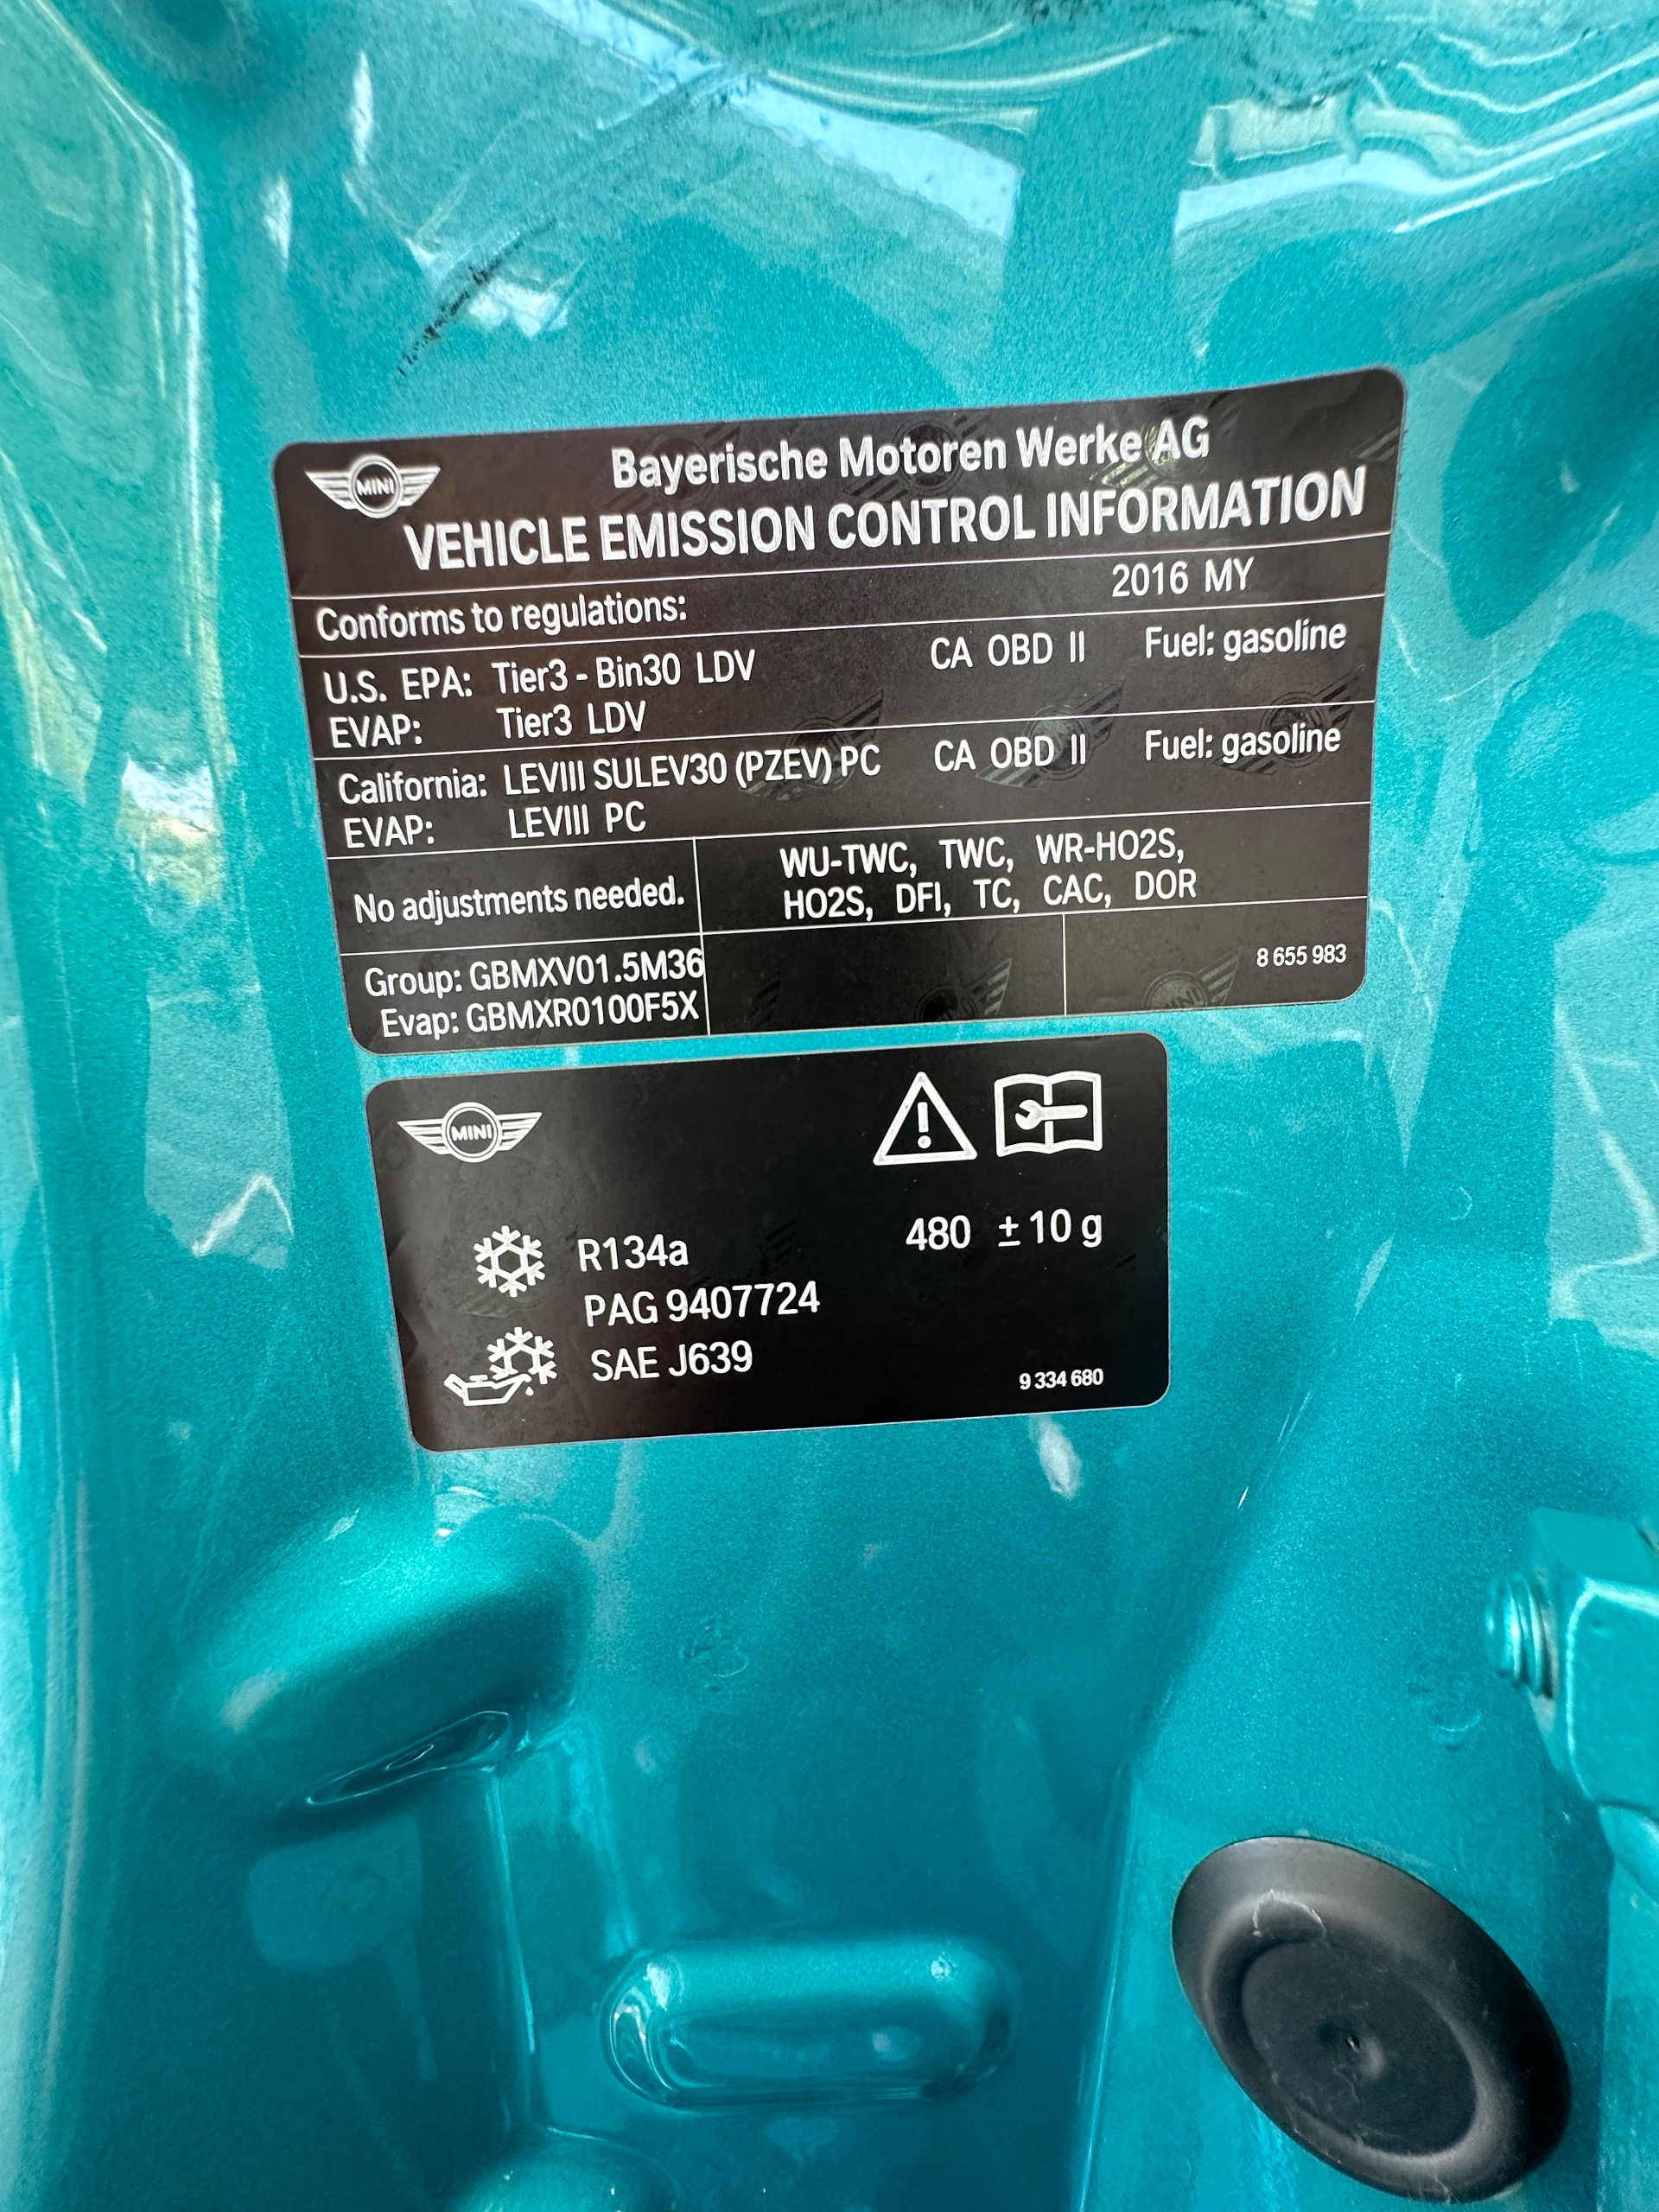 MINI
Bayerische Motoren Werke AG
VEHICLE EMISSION CONTROL INFORMATION
Conforms to regulations: 2016 MY
U.S. EPA: Tier3 - Bin30 LDV CA OBD II Fuel: gasoline
EVAP: Tier3 LDV
California: LEVIII SULEV30 (PZEV) PC CA OBD II Fuel: gasoline
EVAP: LEVIII PC
No adjustments needed.
WU-TWC, TWC, WR-HO2S,
HO2S, DFI, TC, CAC, DOR
Group: GBMXV01.5M36
Evap: GBMXR0100F5X
8 655 983
MINI
R134a 480 ± 10 g
PAG 9407724
SAE J639
9 334 680